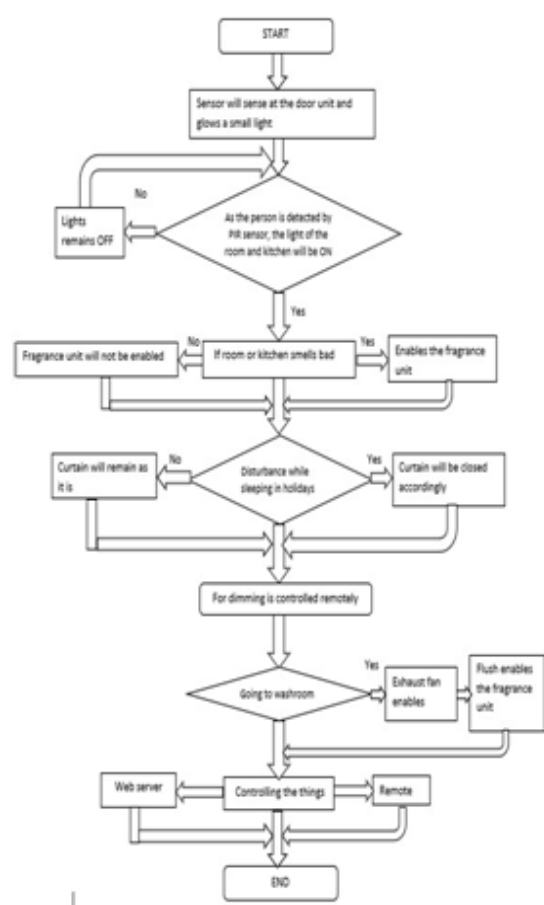 START
Sensor will sense at the door unit and
glows a small light
No
Lights
remains OFF
As the person is detected by
PIR sensor, the light of the
room and kitchen will be ON
Yes
No
Yes
Fragrance unit will not be enabled
If room or kitchen smells bad
Enables the fragrance
unit
No
Yes
Curtain will remain as
it is
Disturbance while
sleeping in holidays
Curtain will be closed
accordingly
For dimming is controlled remotely
Yes
Going to washroom
Exhaust fan
enables
Flush enables
the fragrance
unit
Web server
Controlling the things
Remote
END